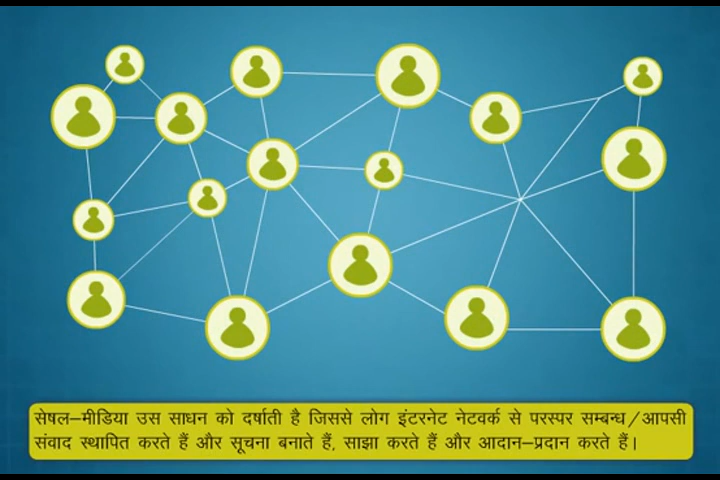 सेषल–मीडिया उस साधन को दर्षाती है जिससे लोग इंटरनेट नेटवर्क से परस्पर सम्बन्ध/आपसी
संवाद स्थापित करते हैं और सूचना बनाते हैं, साझा करते हैं और आदान–प्रदान करते हैं।